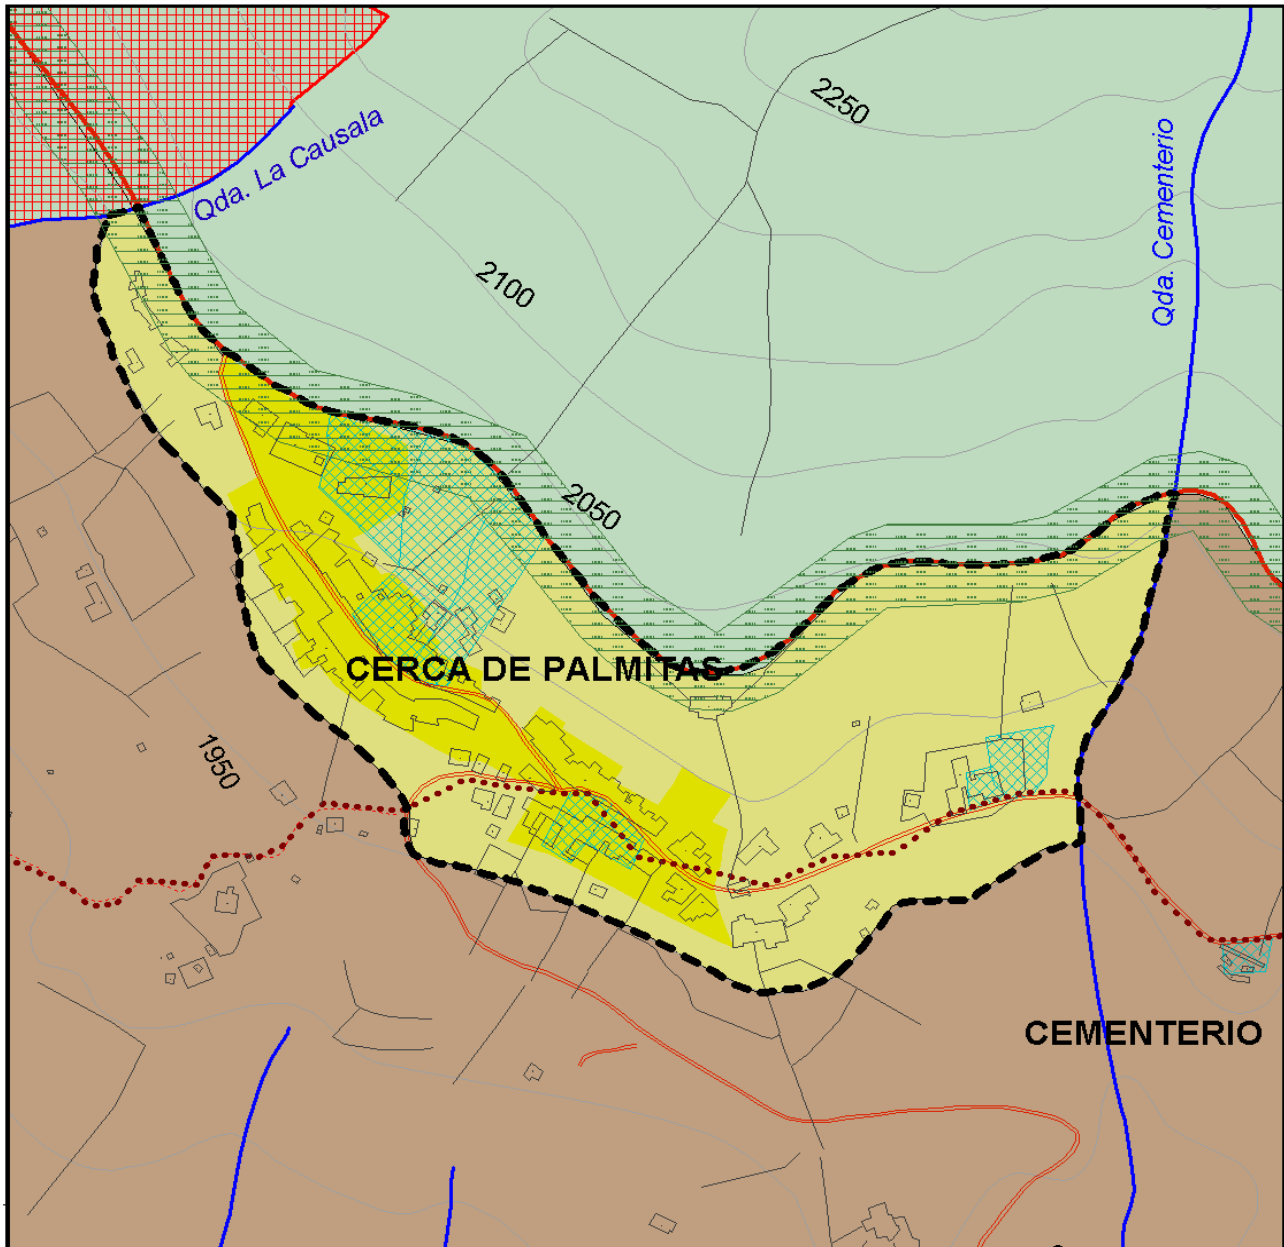 2250
Qda. La Causala
Qda. Cementerio
2100
2050
CERCA DE PALMITAS
1950
CEMENTERIO